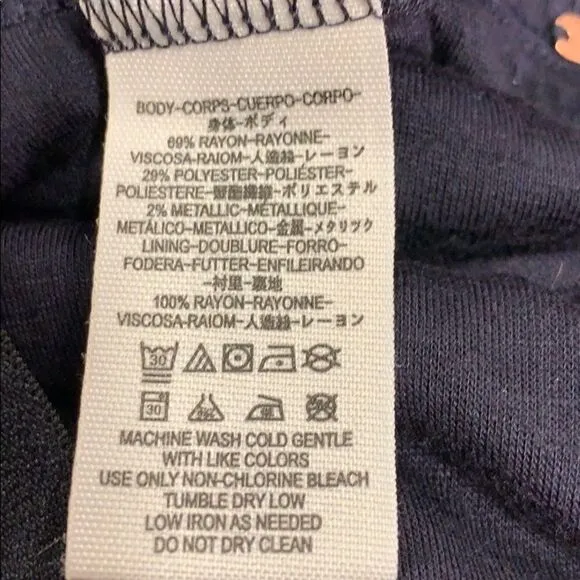 BODY-CORPS-CUERPO-CORPO-
身体-ボディ
69% RAYON-RAYONNE-
VISCOSA-RAIOM-人造絲-レーヨン
29% POLYESTER-POLIÉSTER-
POLIESTERE-聚酯纖維-ポリエステル
2% METALLIC-MÉTALLIQUE-
METÁLICO-METALLICO-金屬-メタリック
LINING-DOUBLURE-FORRO-
FODERA-FUTTER-ENFILEIRANDO
-衬里-裏地
100% RAYON-RAYONNE-
VISCOSA-RAIOM-人造絲-レーヨン
30
30
MACHINE WASH COLD GENTLE
WITH LIKE COLORS
USE ONLY NON-CHLORINE BLEACH
TUMBLE DRY LOW
LOW IRON AS NEEDED
DO NOT DRY CLEAN